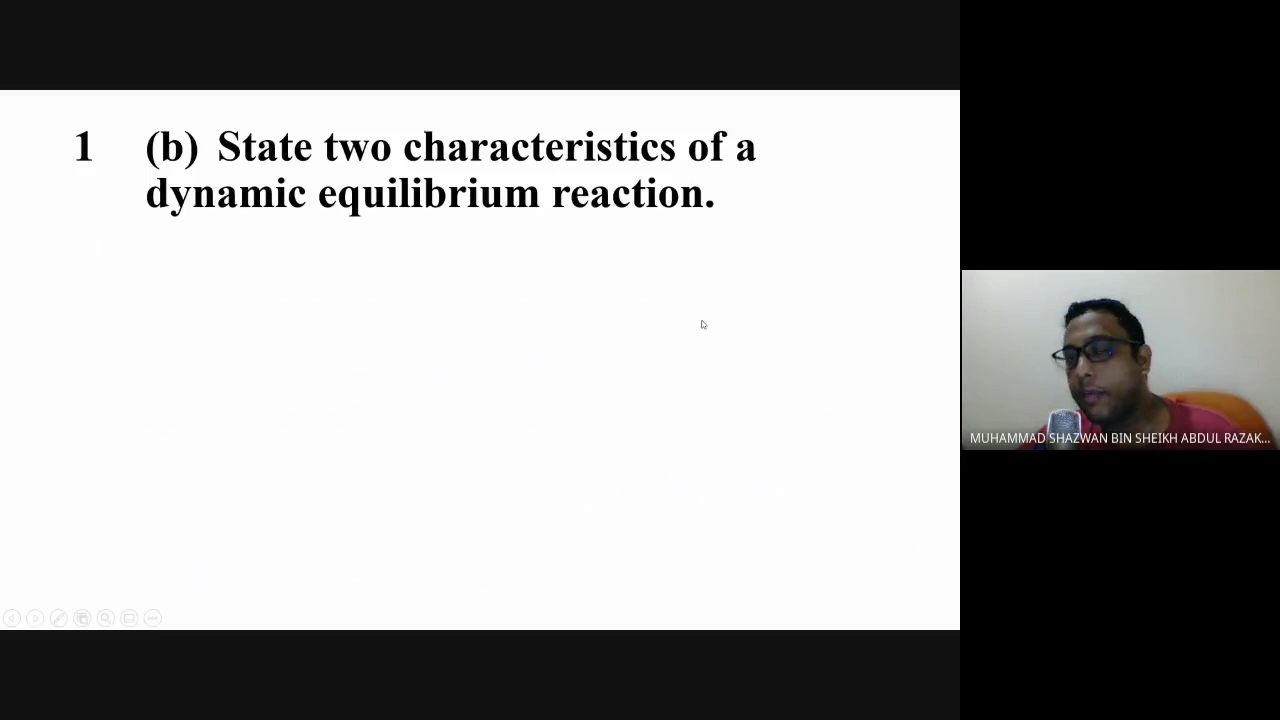 1 (b) State two characteristics of a
dynamic equilibrium reaction.
MUHAMMAD SHAZWAN BIN SHEIKH ABDUL RAZAK...